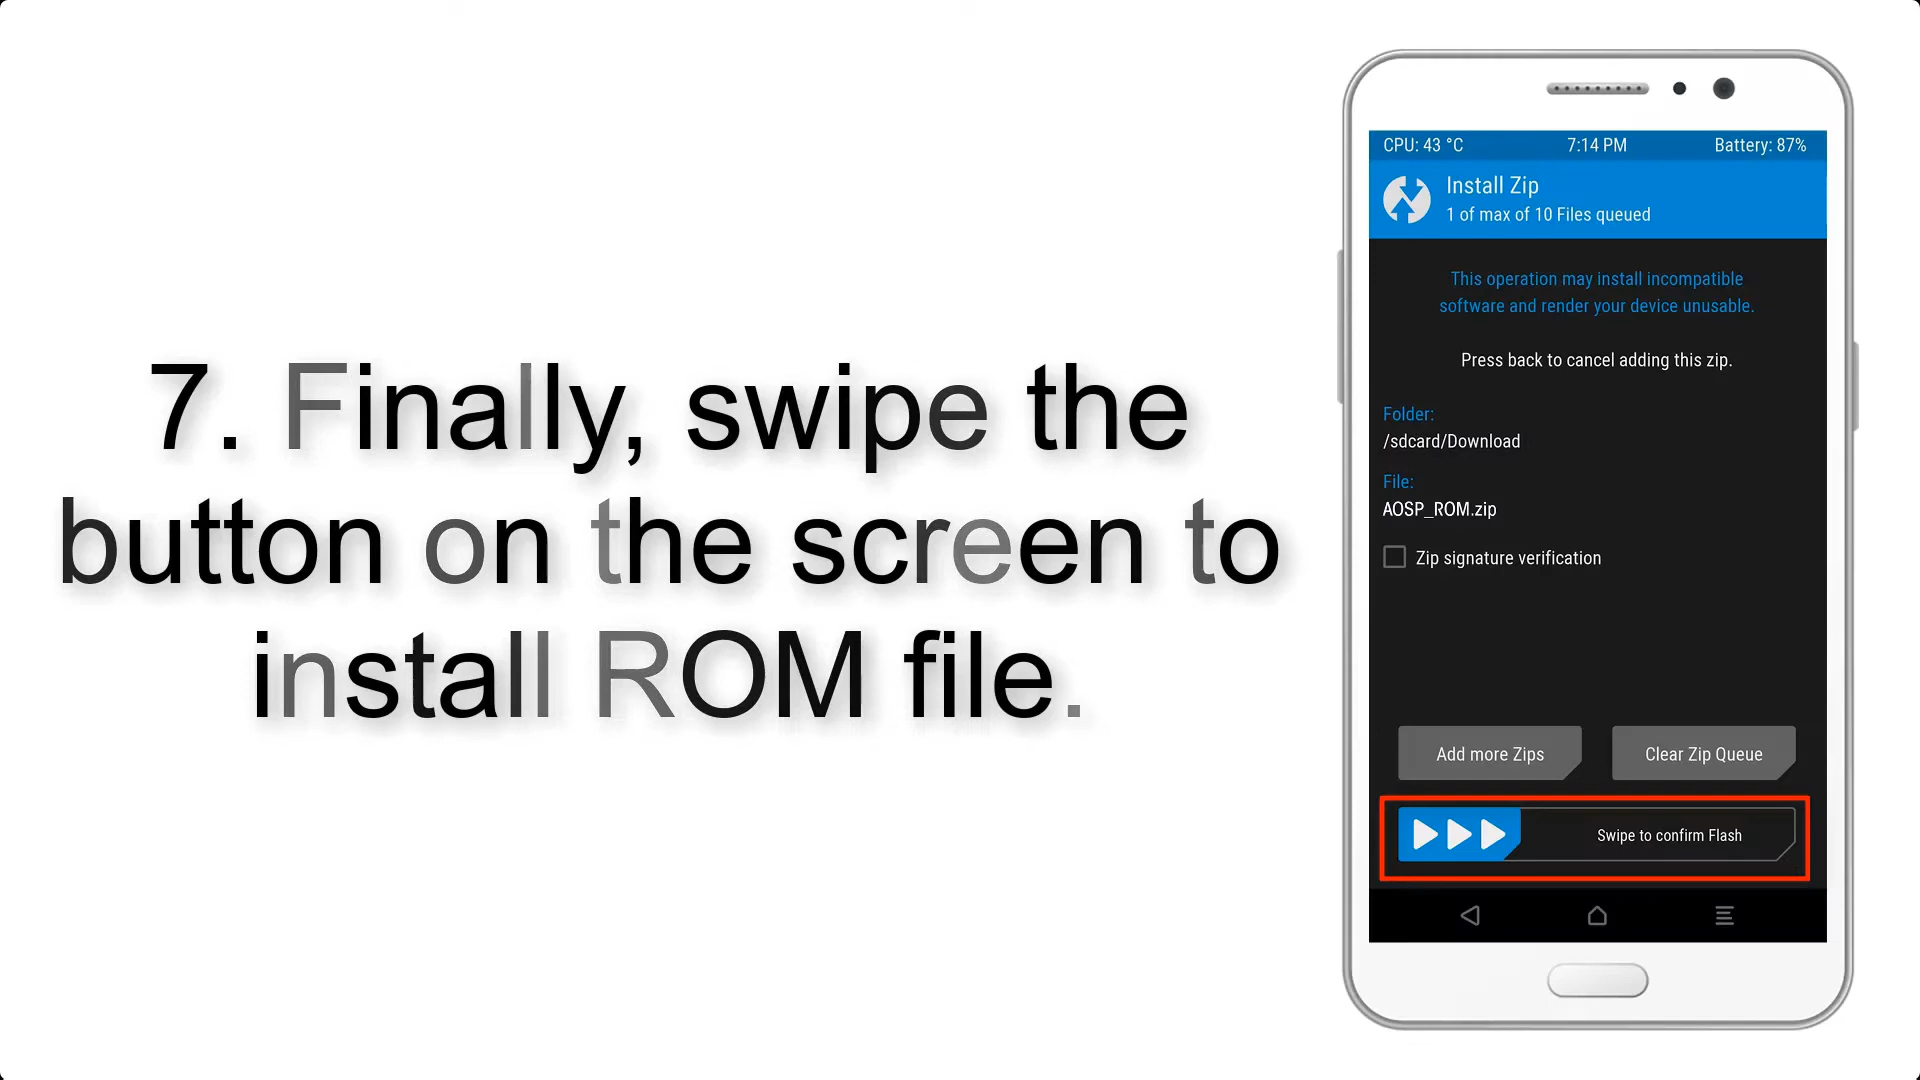 7. Finally, swipe the
button on the screen to
install ROM file.
CPU: 43 °C 7:14 PM Battery: 87%
Install Zip
1 of max of 10 Files queued
This operation may install incompatible
software and render your device unusable.
Press back to cancel adding this zip.
Folder:
/sdcard/Download
File:
AOSP_ROM.zip
Zip signature verification
Add more Zips Clear Zip Queue
Swipe to confirm Flash